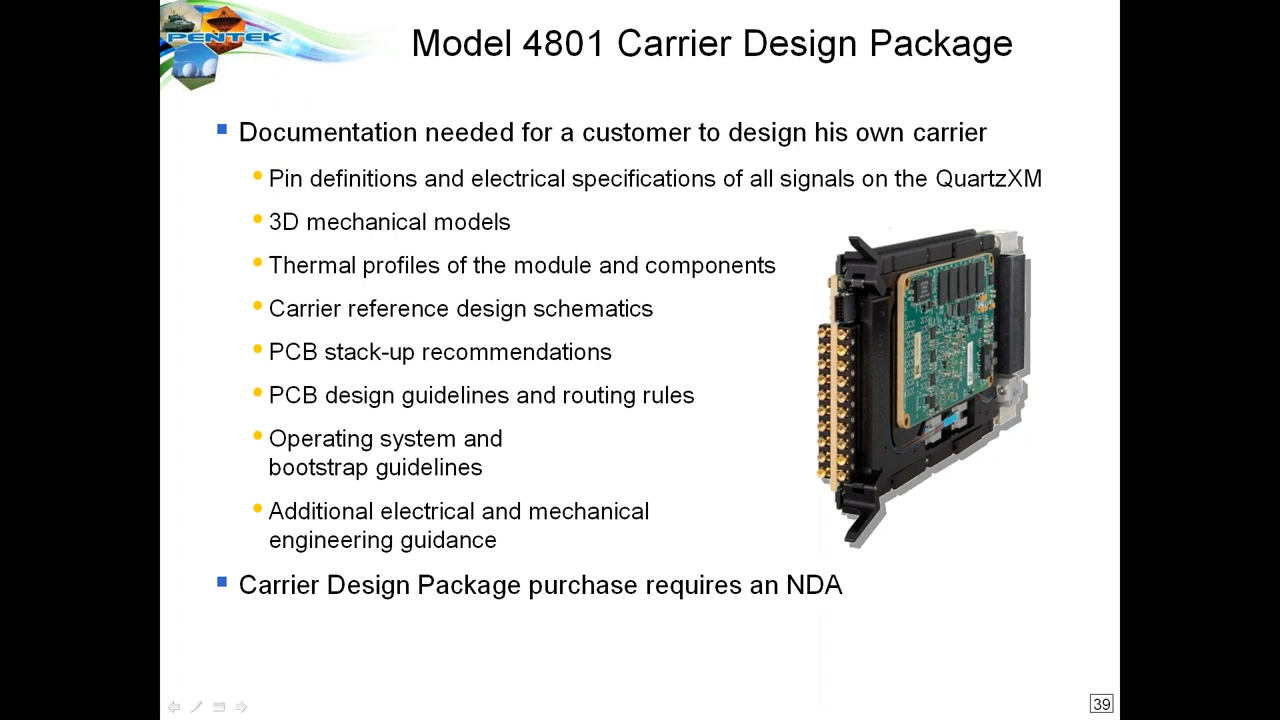 PENTEK
Model 4801 Carrier Design Package
Documentation needed for a customer to design his own carrier
Pin definitions and electrical specifications of all signals on the QuartzXM
3D mechanical models
Thermal profiles of the module and components
Carrier reference design schematics
PCB stack-up recommendations
PCB design guidelines and routing rules
Operating system and
bootstrap guidelines
Additional electrical and mechanical
engineering guidance
Carrier Design Package purchase requires an NDA
39